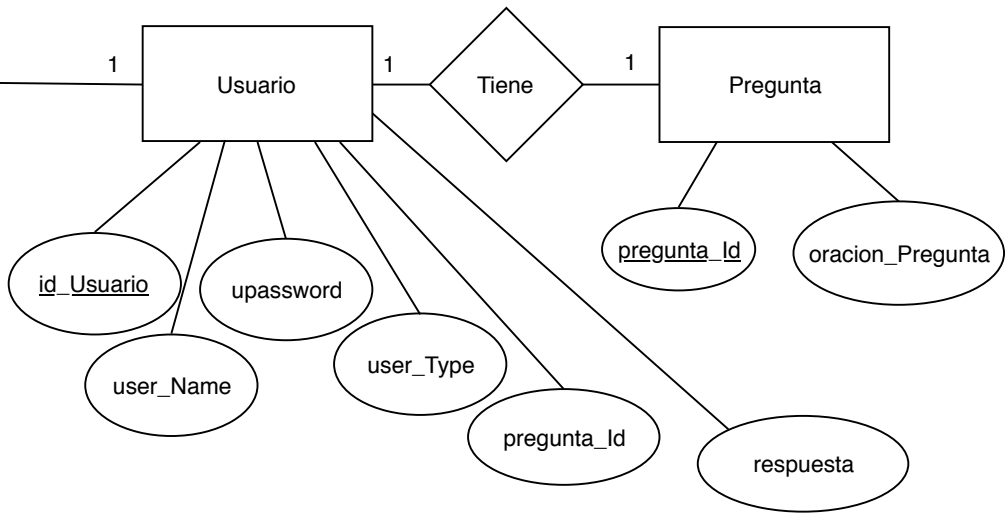 1
Usuario
1
Tiene
1
Pregunta
id_Usuario
user_Name
upassword
user_Type
pregunta_Id
respuesta
pregunta_Id
oracion_Pregunta